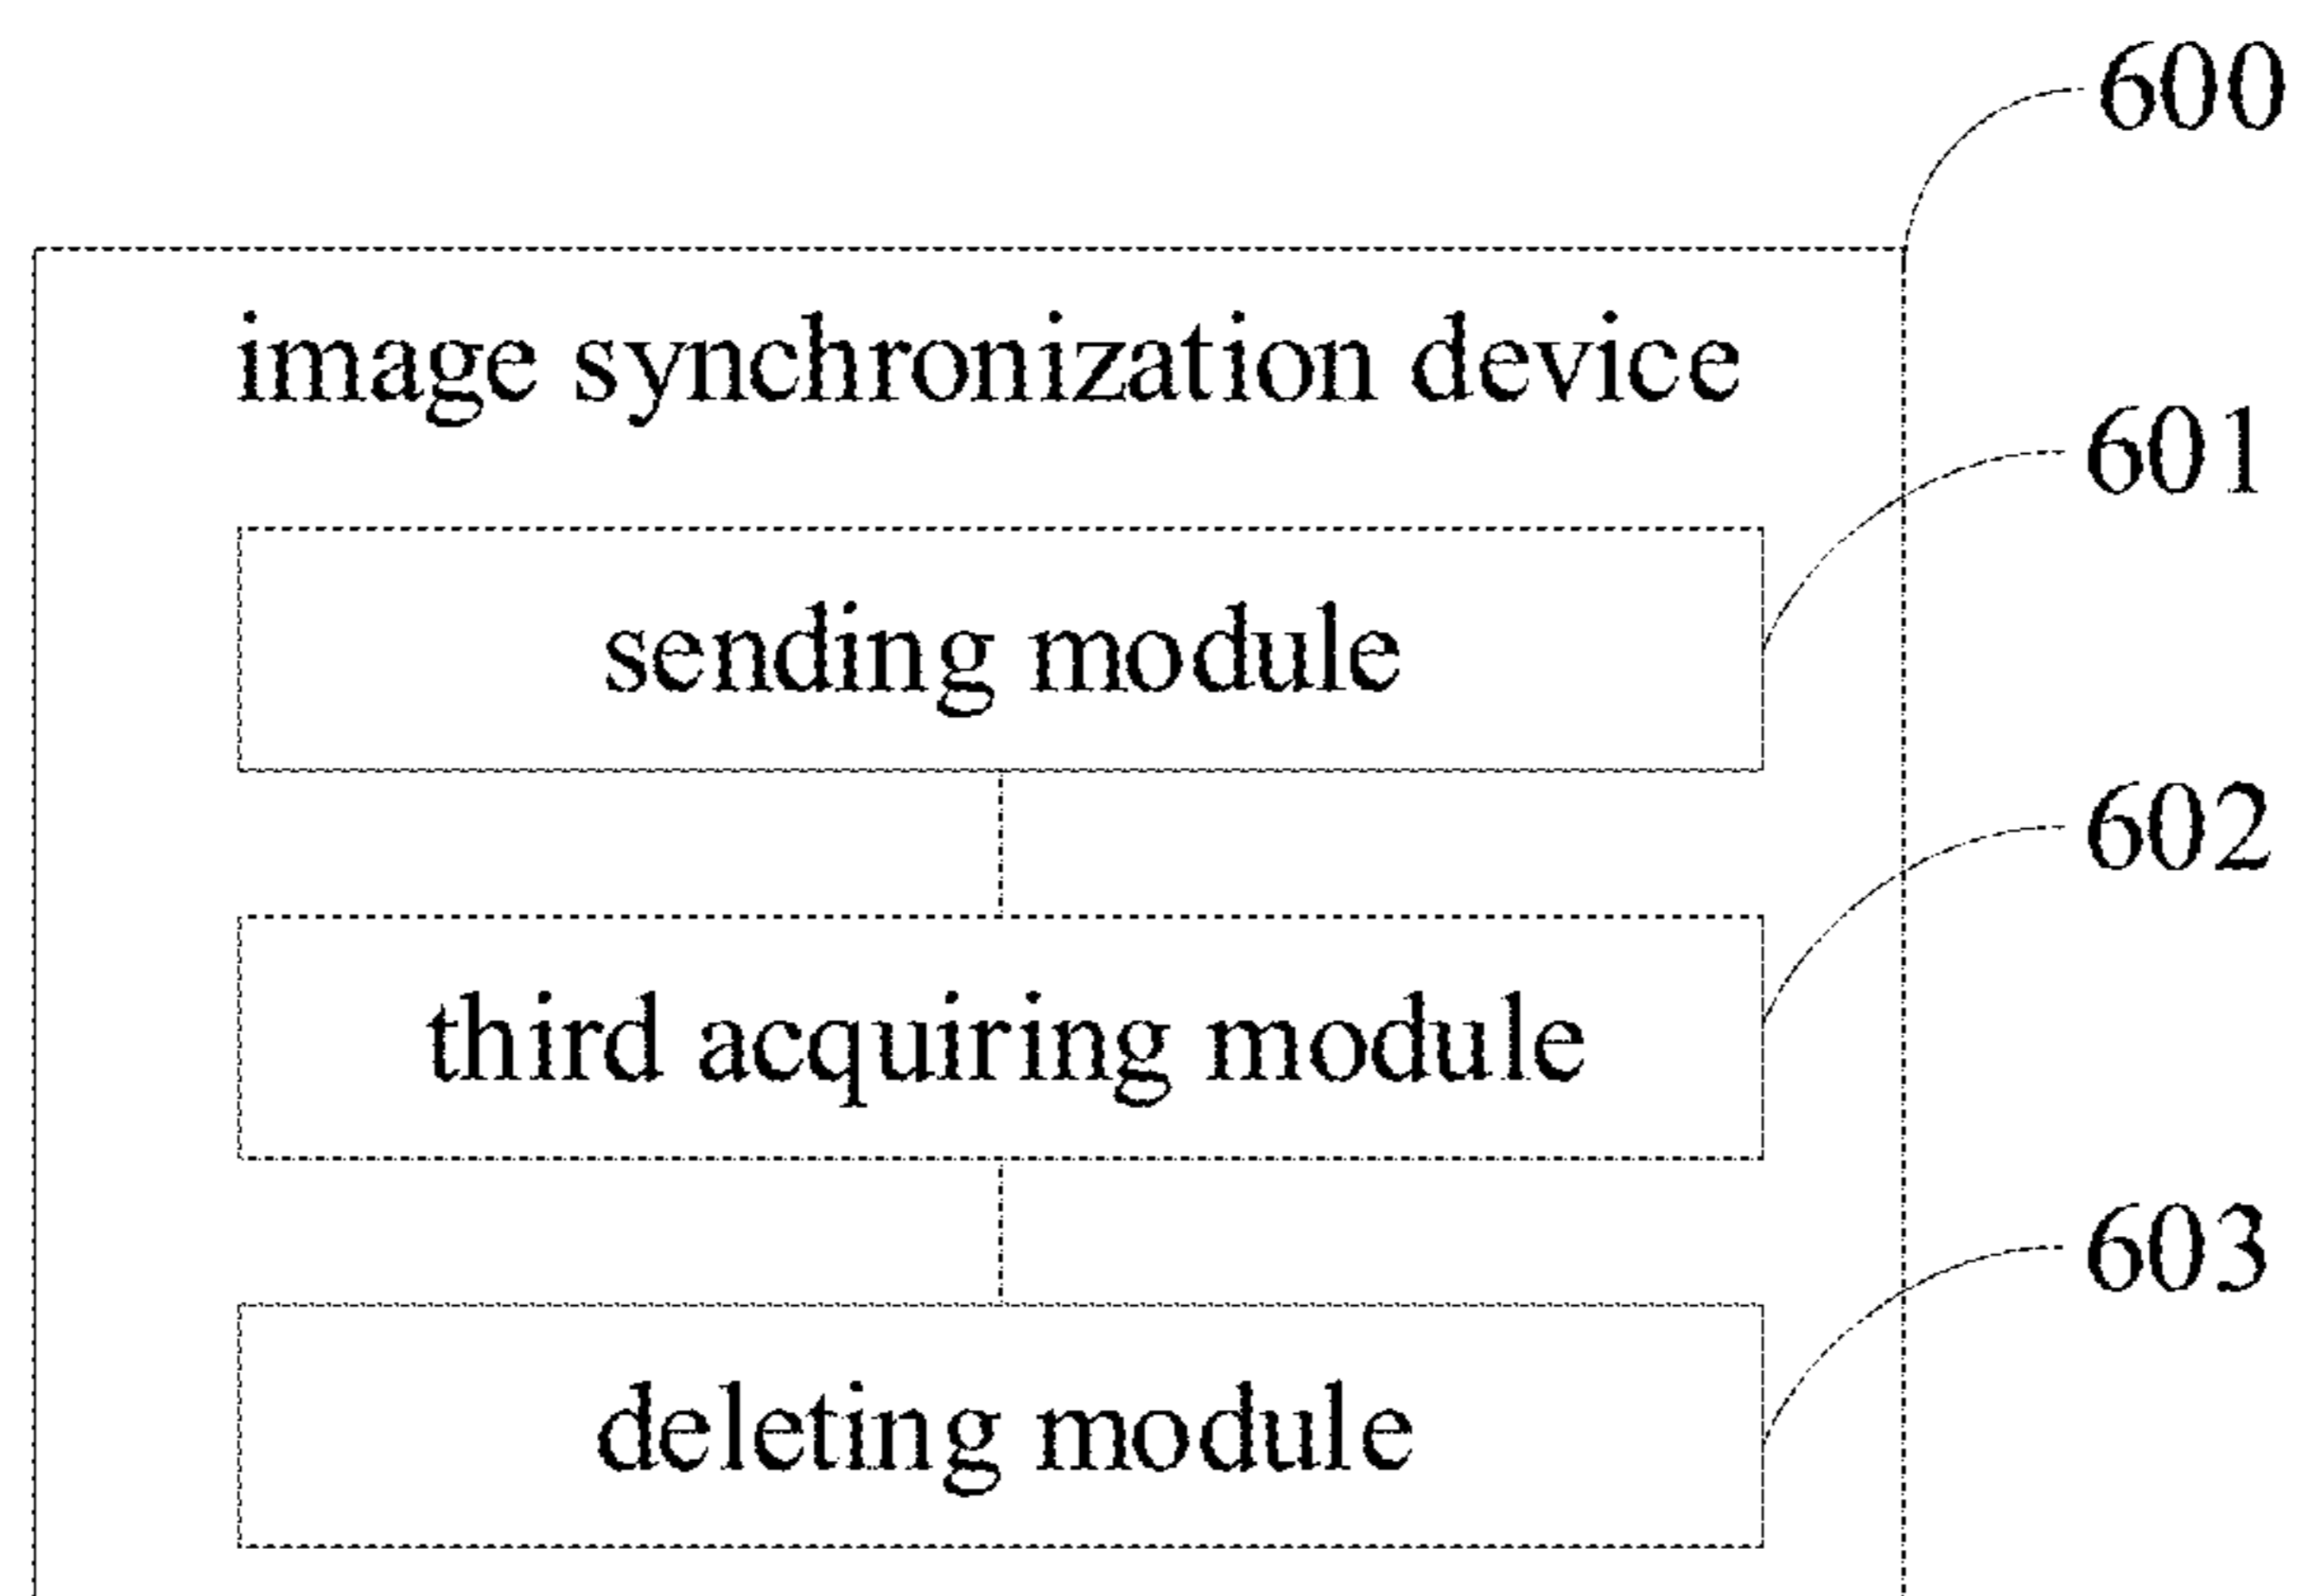 600
image synchronization device
601
sending module
602
third acquiring module
603
deleting module